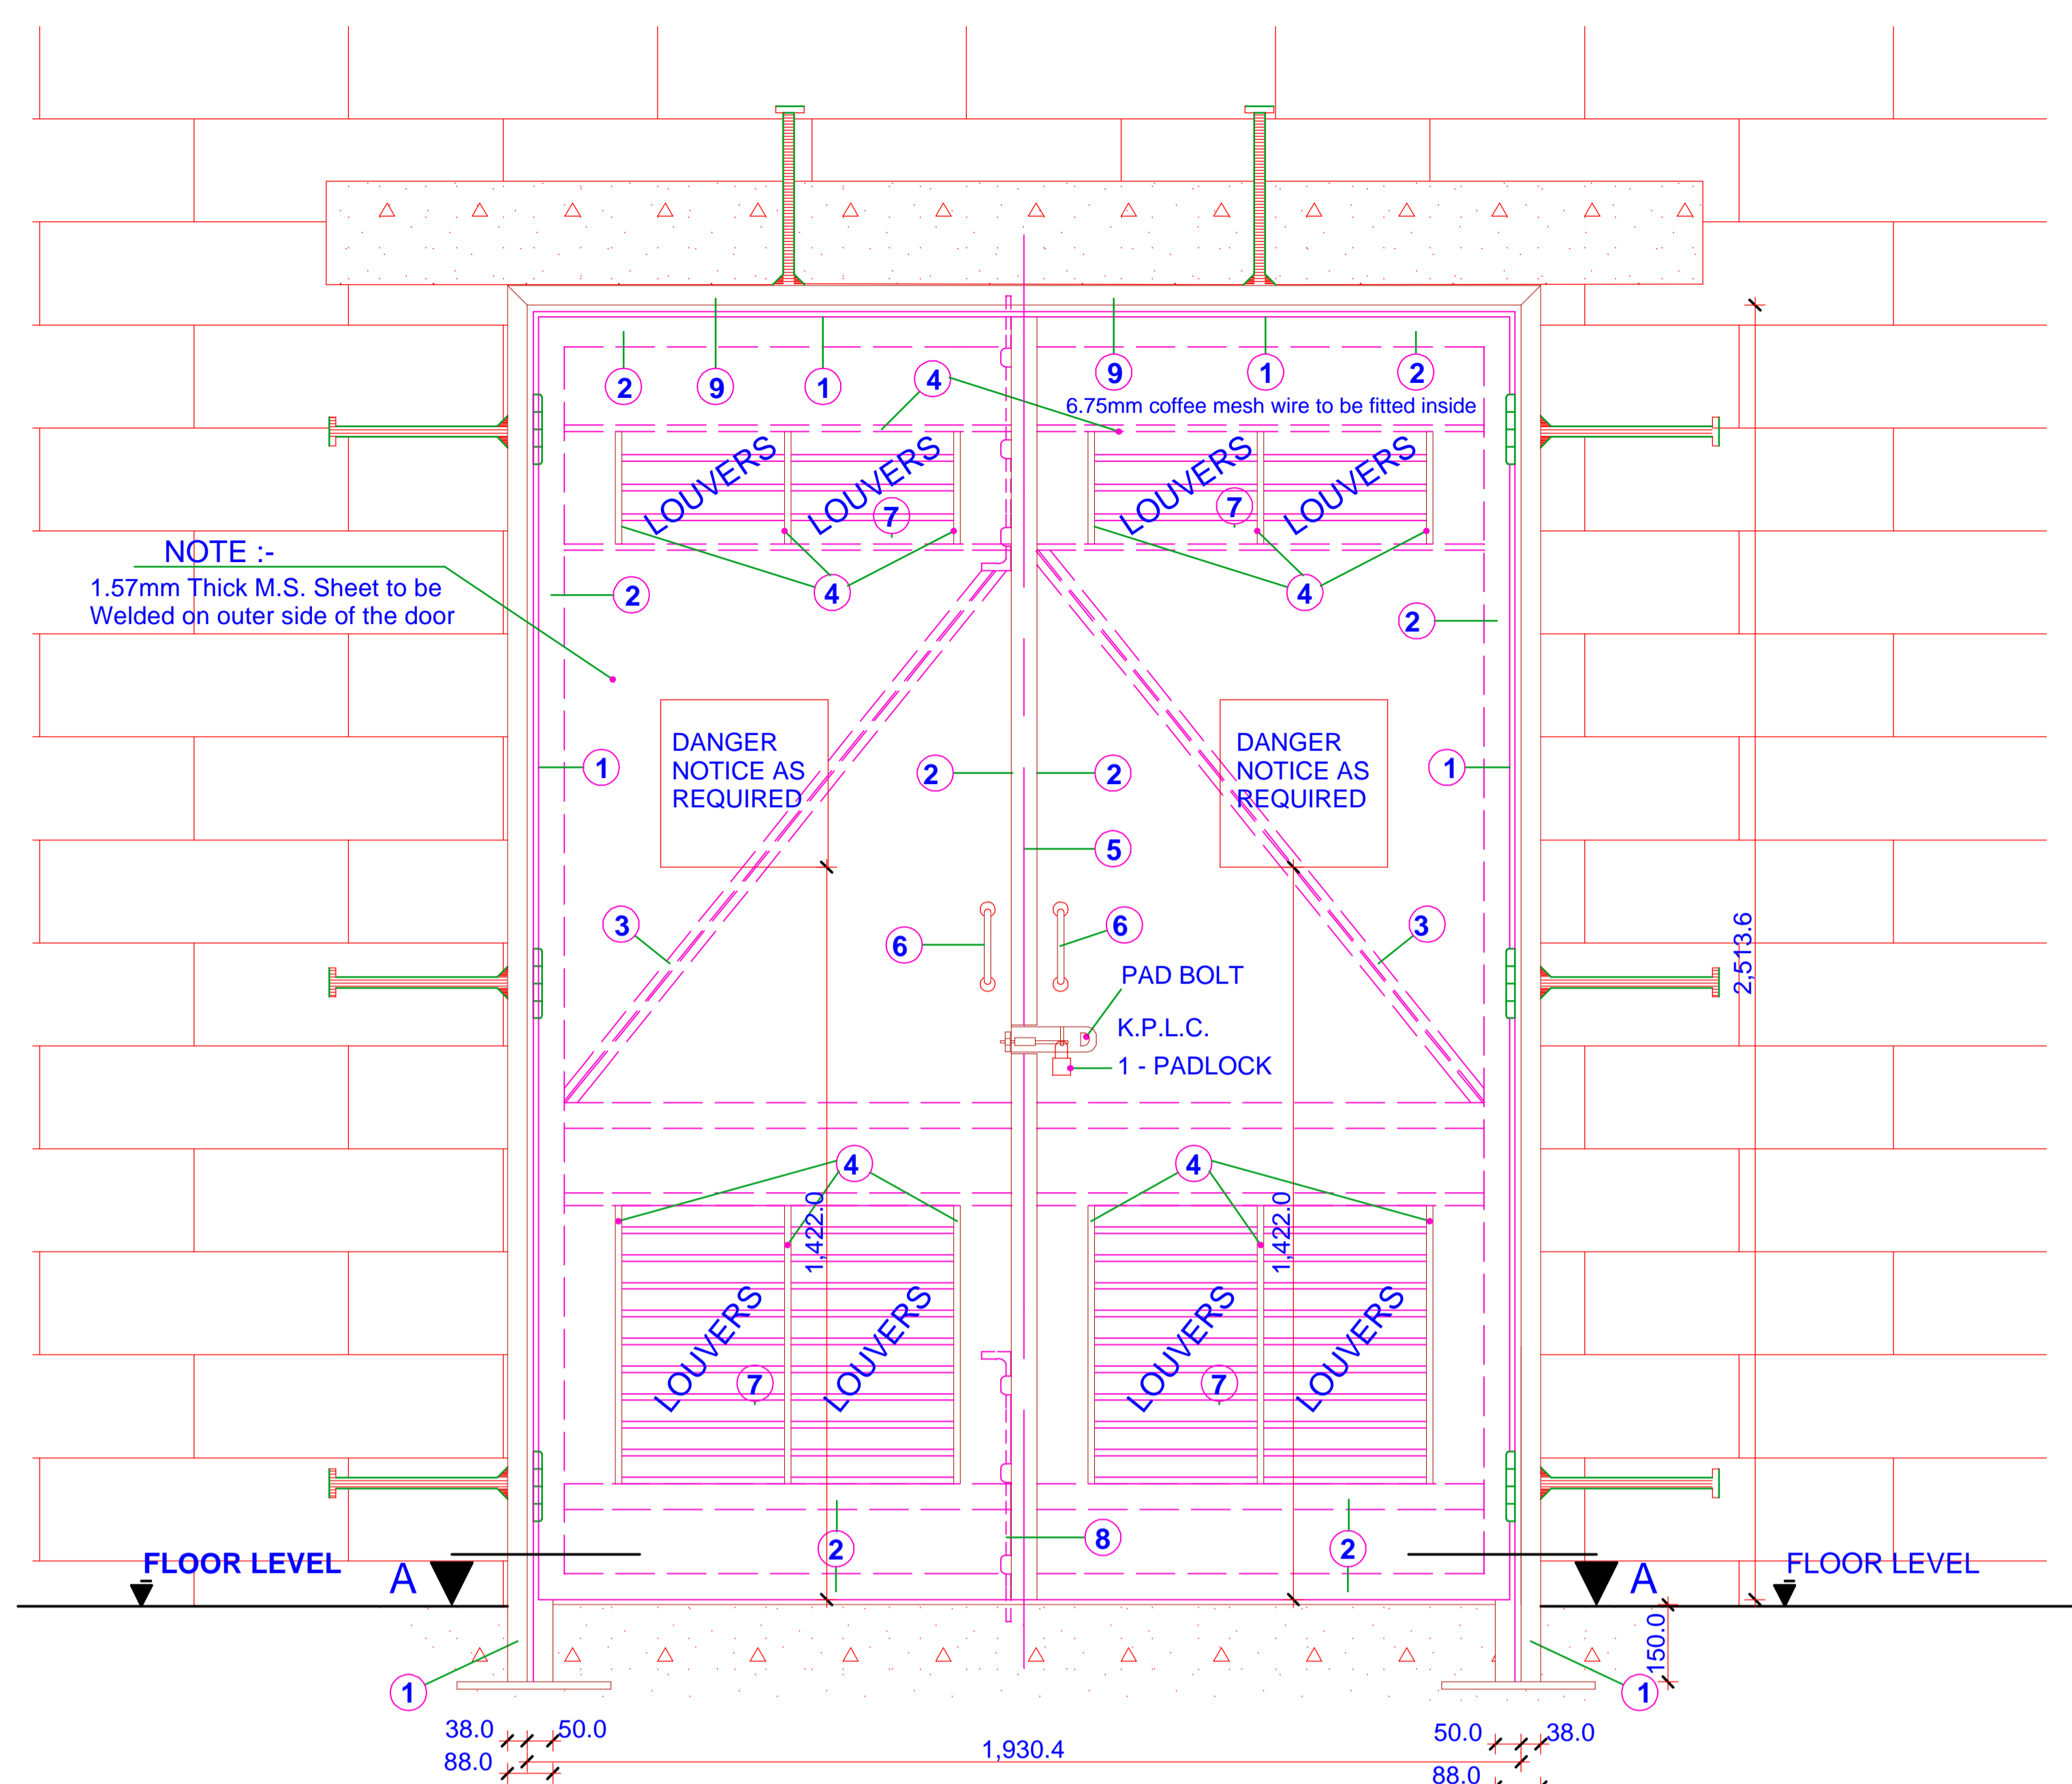 2
9
1
4
9
1
2
6.75mm coffee mesh wire to be fitted inside
LOUVERS
LOUVERS
LOUVERS
LOUVERS
7
7
NOTE :-
1.57mm Thick M.S. Sheet to be
Welded on outer side of the door
2
4
4
2
DANGER
NOTICE AS
REQUIRED
DANGER
NOTICE AS
REQUIRED
1
2
2
1
5
3
6
6
3
2,513.6
PAD BOLT
K.P.L.C.
1 - PADLOCK
4
4
1,422.0
1,422.0
LOUVERS
LOUVERS
LOUVERS
LOUVERS
7
7
8
2
2
FLOOR LEVEL
A
A
FLOOR LEVEL
150.0
1
1
38.0
50.0
50.0
38.0
88.0
1,930.4
88.0